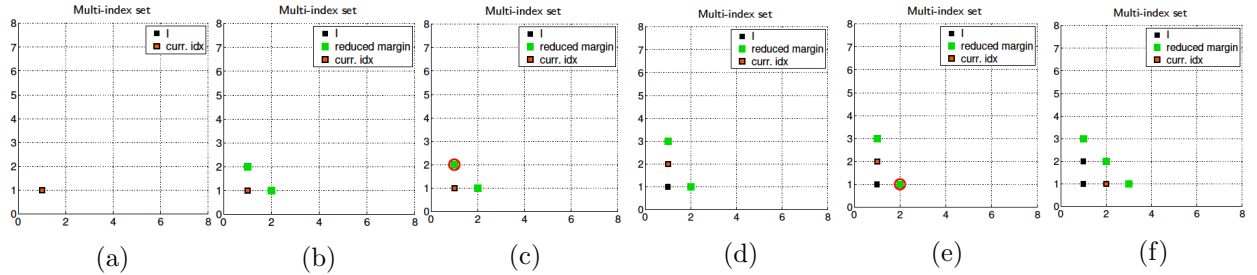 Multi-index set
8
7
6
5
4
3
2
1
0
0 2 4 6 8
I
curr. idx
(a)
Multi-index set
8
7
6
5
4
3
2
1
0
0 2 4 6 8
I
reduced margin
curr. idx
(b)
Multi-index set
8
7
6
5
4
3
2
1
0
0 2 4 6 8
I
reduced margin
curr. idx
(c)
Multi-index set
8
7
6
5
4
3
2
1
0
0 2 4 6 8
I
reduced margin
curr. idx
(d)
Multi-index set
8
7
6
5
4
3
2
1
0
0 2 4 6 8
I
reduced margin
curr. idx
(e)
Multi-index set
8
7
6
5
4
3
2
1
0
0 2 4 6 8
I
reduced margin
curr. idx
(f)